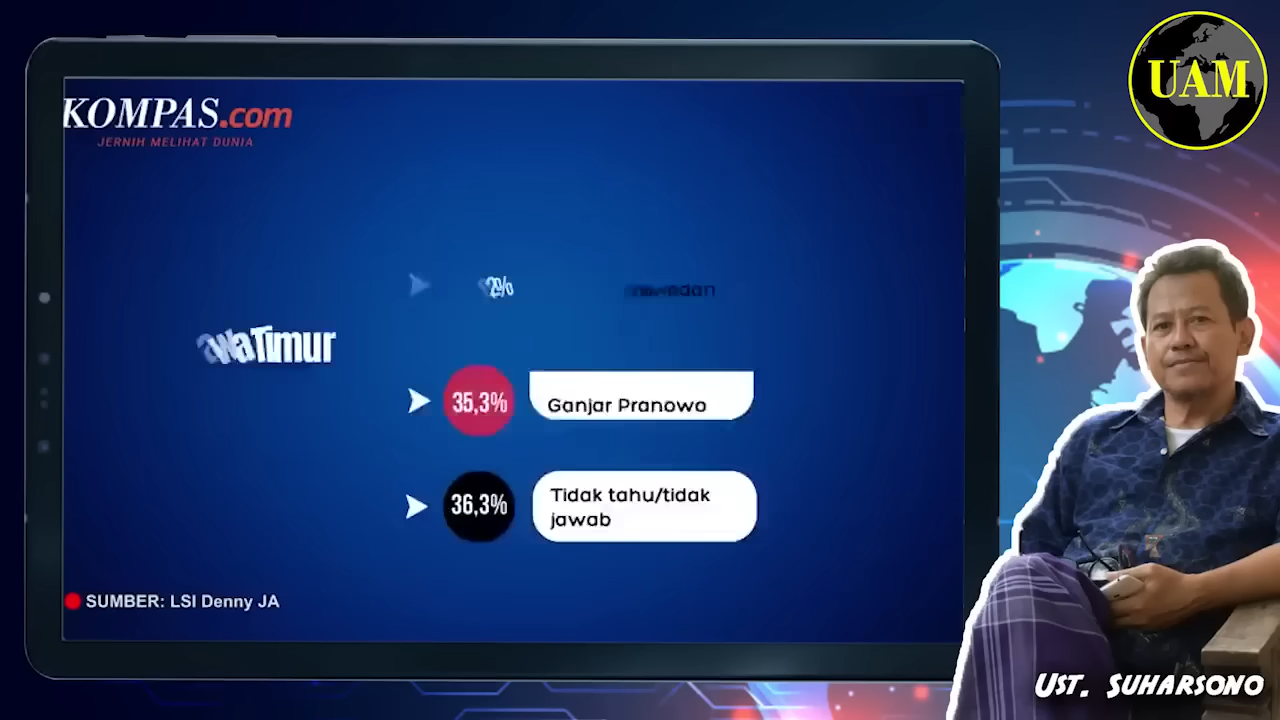 KOMPAS.com
JERNIH MELIHAT DUNIA
UAM
35,3% Ganjar Pranowo
36,3% Tidak tahu/tidak
jawab
SUMBER: LSI Denny JA
UST. SUHARSONO